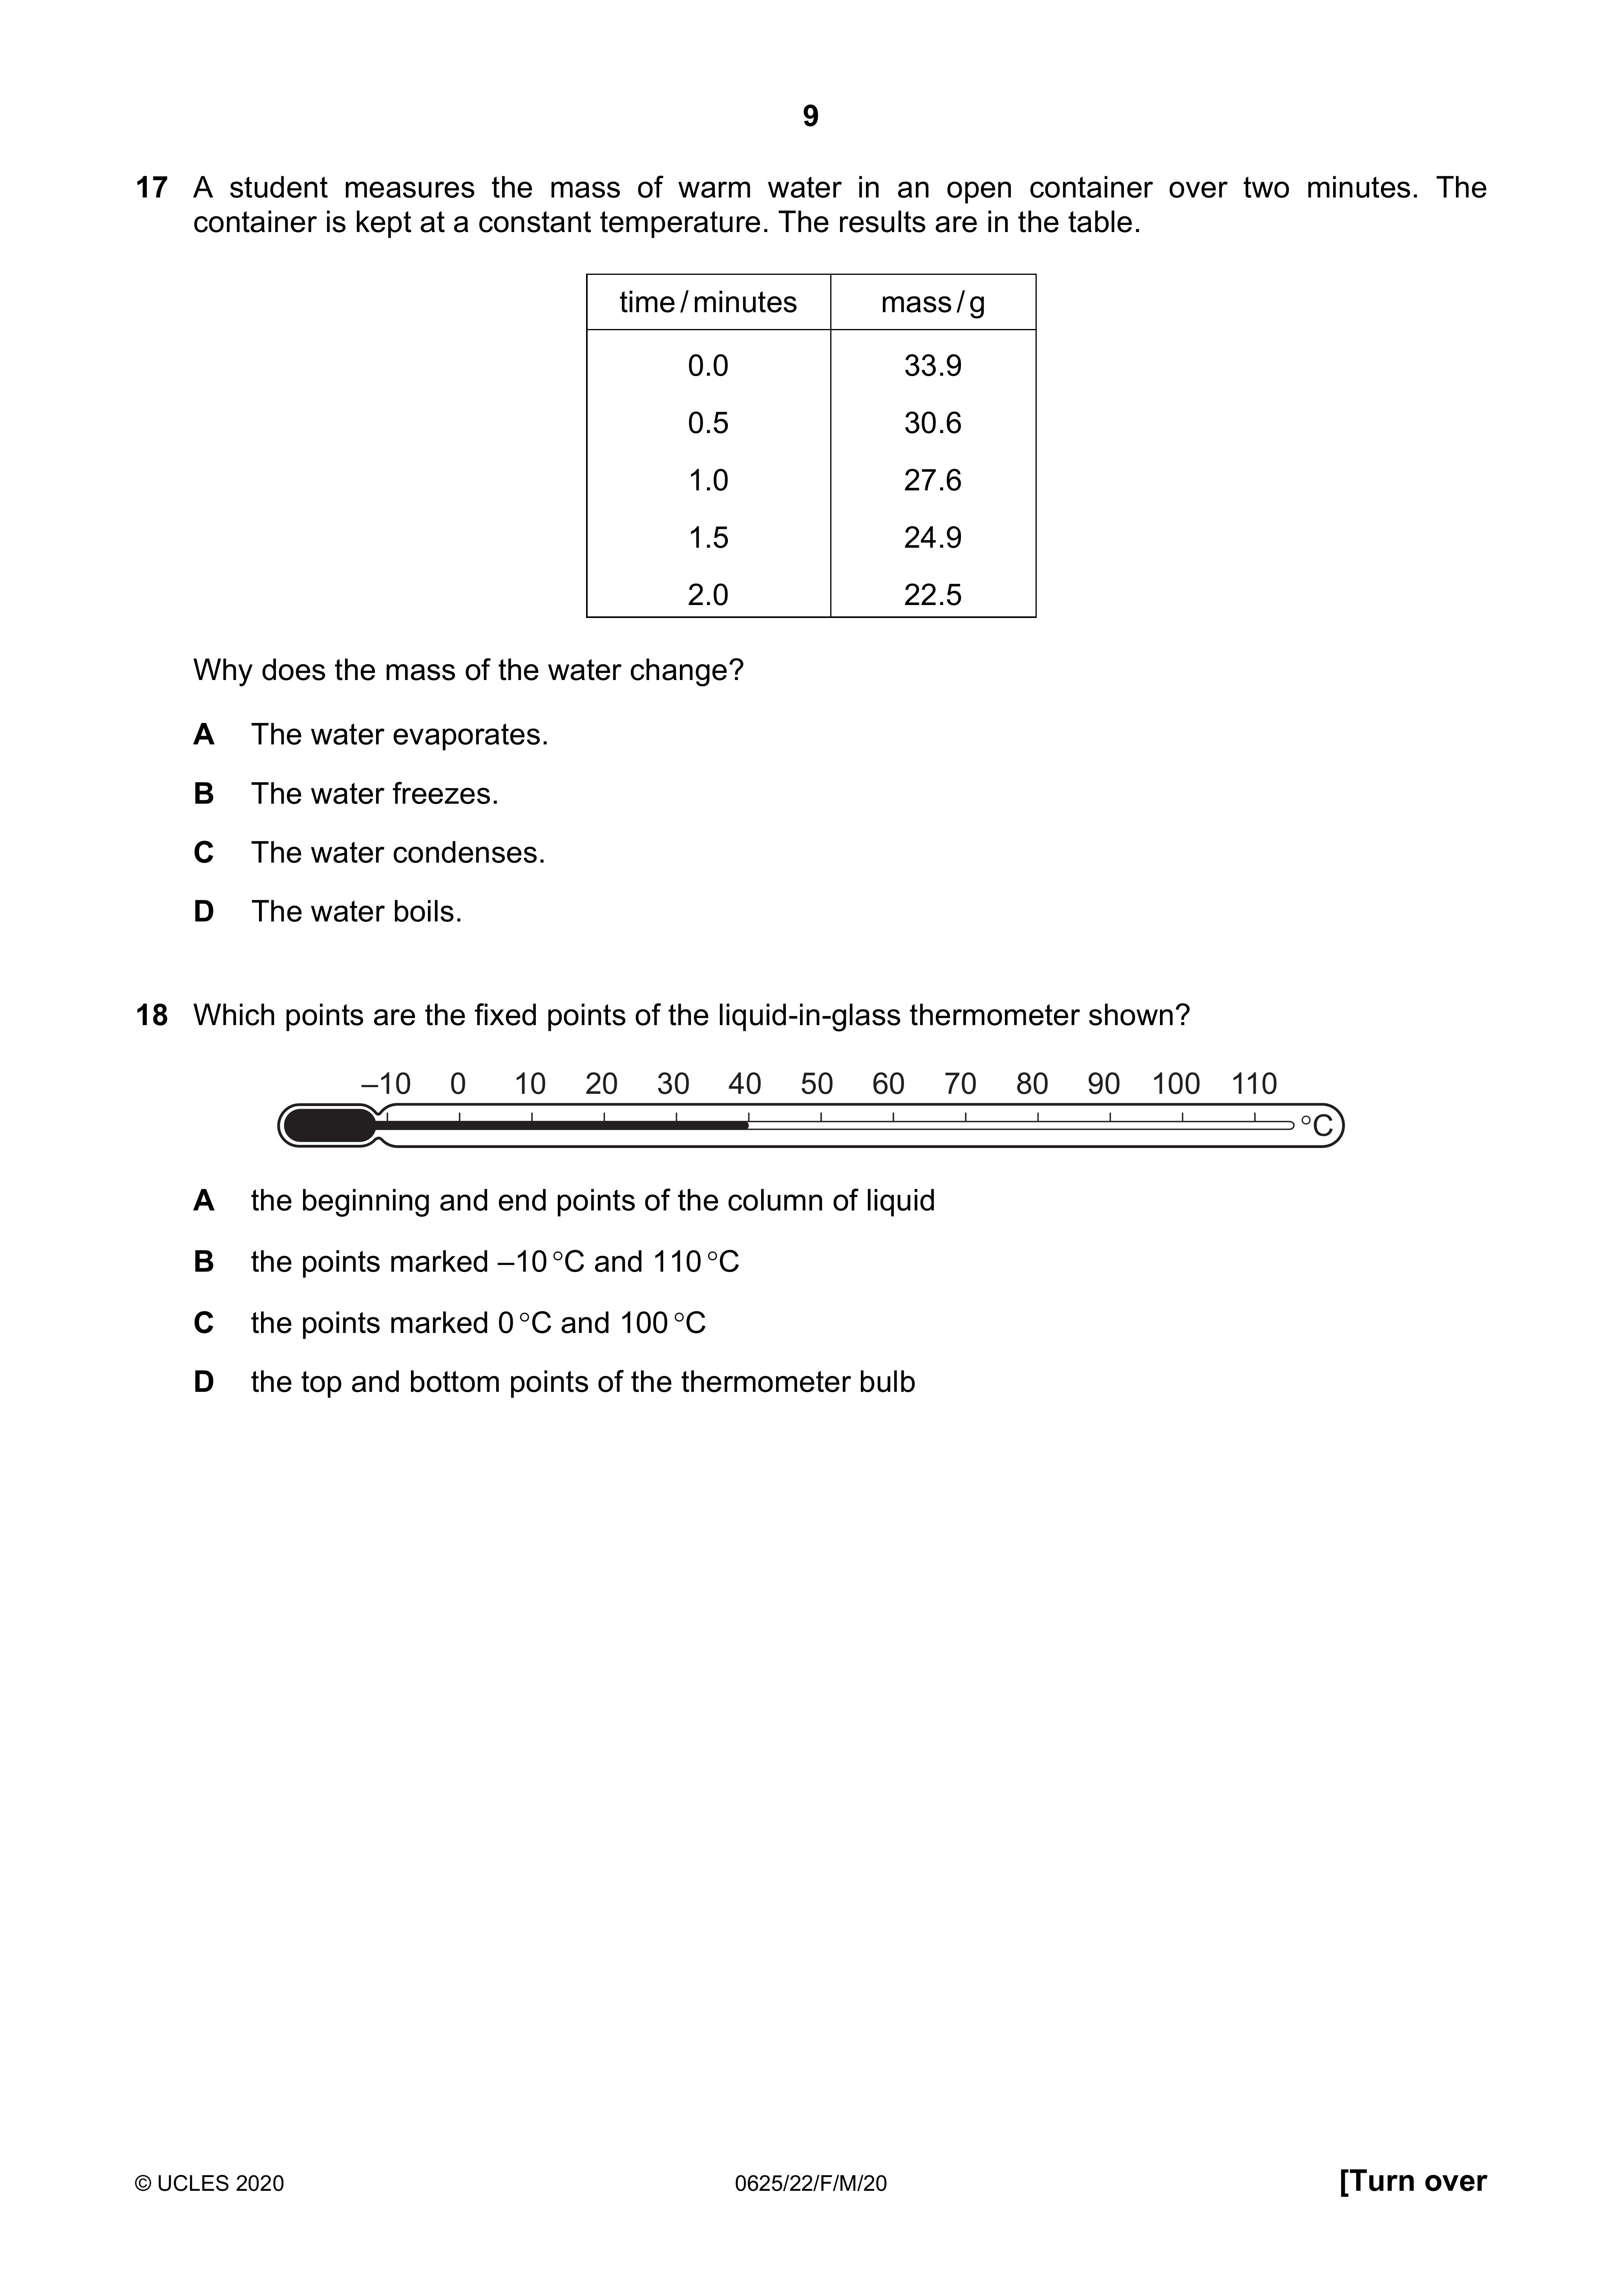 9
17 A student measures the mass of warm water in an open container over two minutes. The
container is kept at a constant temperature. The results are in the table.
time / minutes mass / g
0.0 33.9
0.5 30.6
1.0 27.6
1.5 24.9
2.0 22.5
Why does the mass of the water change?
A The water evaporates.
B The water freezes.
C The water condenses.
D The water boils.
18 Which points are the fixed points of the liquid-in-glass thermometer shown?
–10 0 10 20 30 40 50 60 70 80 90 100 110
°C
A the beginning and end points of the column of liquid
B the points marked –10 °C and 110 °C
C the points marked 0 °C and 100 °C
D the top and bottom points of the thermometer bulb
© UCLES 2020 0625/22/F/M/20 [Turn over